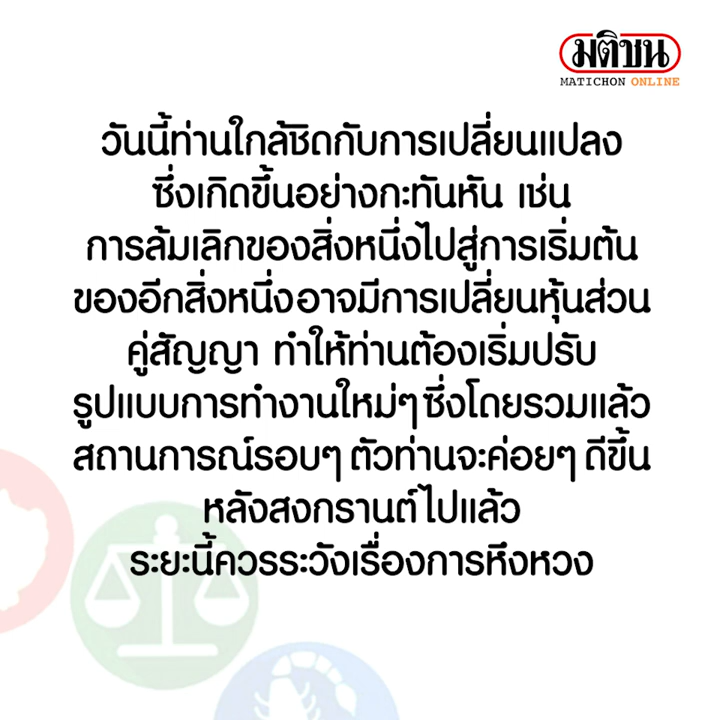 มติชน
MATICHON ONLINE
วันนี้ท่านใกล้ชิดกับการเปลี่ยนแปลง
ซึ่งเกิดขึ้นอย่างกะทันหัน เช่น
การล้มเลิกของสิ่งหนึ่งไปสู่การเริ่มต้น
ของอีกสิ่งหนึ่งอาจมีการเปลี่ยนหุ้นส่วน
คู่สัญญา ทำให้ท่านต้องเริ่มปรับ
รูปแบบการทำงานใหม่ๆ ซึ่งโดยรวมแล้ว
สถานการณ์รอบๆ ตัวท่านจะค่อยๆ ดีขึ้น
หลังสงกรานต์ไปแล้ว
ระยะนี้ควรระวังเรื่องการหึงหวง